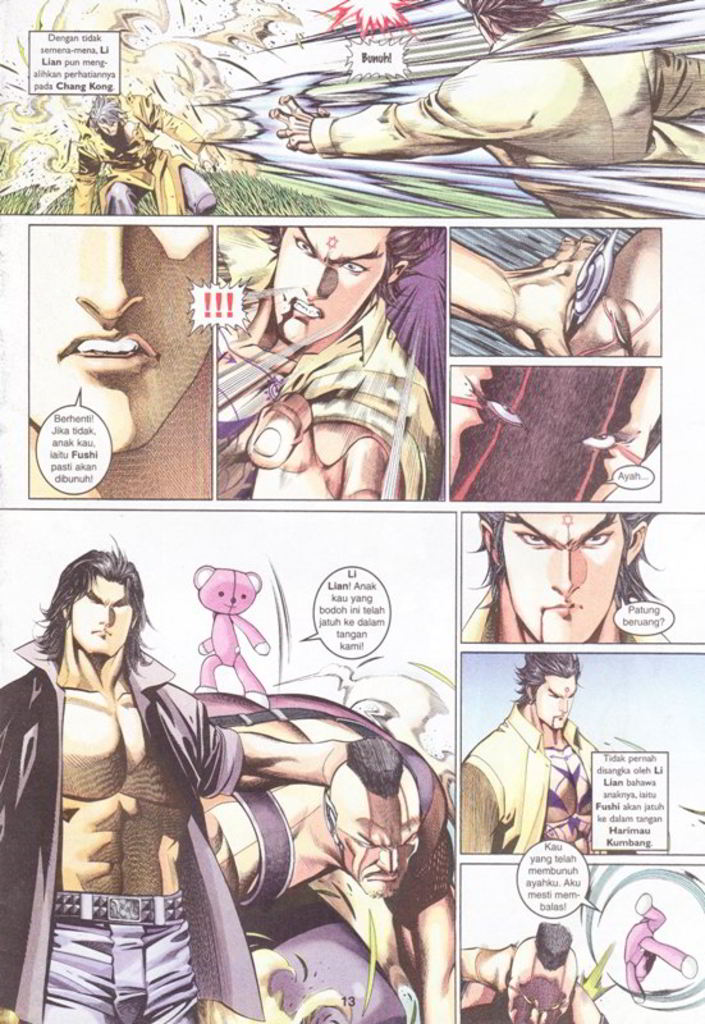 Dengan tidak
semena-mena, Li
Lian pun meng-
alihkan perhatiannya
pada Chang Kong.
Bunuh!
Berhenti!
Jika tidak,
anak kau,
iaitu Fushi
pasti akan
dibunuh!
!!!
Ayah...
Li
Lian! Anak
kau yang
bodoh ini telah
jatuh ke dalam
tangan
kami!
Patung
beruang?
Tidak pernah
disangka oleh Li
Lian bahawa
anaknya, iaitu
Fushi akan jatuh
ke dalam tangan
Harimau
Kumbang.
Kau
yang telah
membunuh
ayahku. Aku
mesti mem-
balas!
13